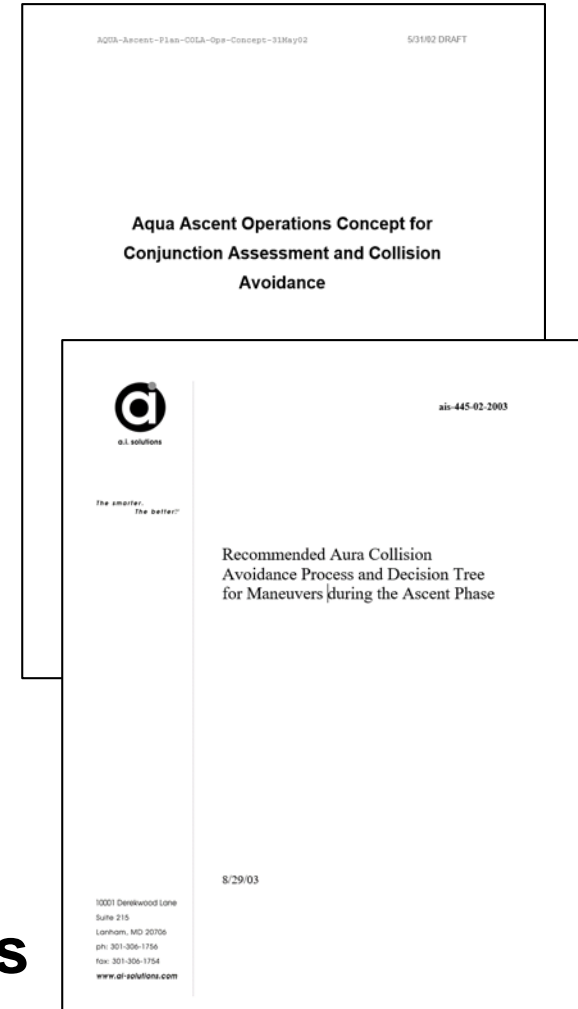 AQUA-Ascent-Plan-COLA-Ops-Concept-31May02 5/31/02 DRAFT
Aqua Ascent Operations Concept for
Conjunction Assessment and Collision
Avoidance
ai
a.i. solutions
ais-445-02-2003
The smarter.
The better.®
Recommended Aura Collision
Avoidance Process and Decision Tree
for Maneuvers during the Ascent Phase
8/29/03
10001 Derekwood Lane
Suite 215
Lanham, MD 20706
ph: 301-306-1756
fax: 301-306-1754
www.ai-solutions.com
s